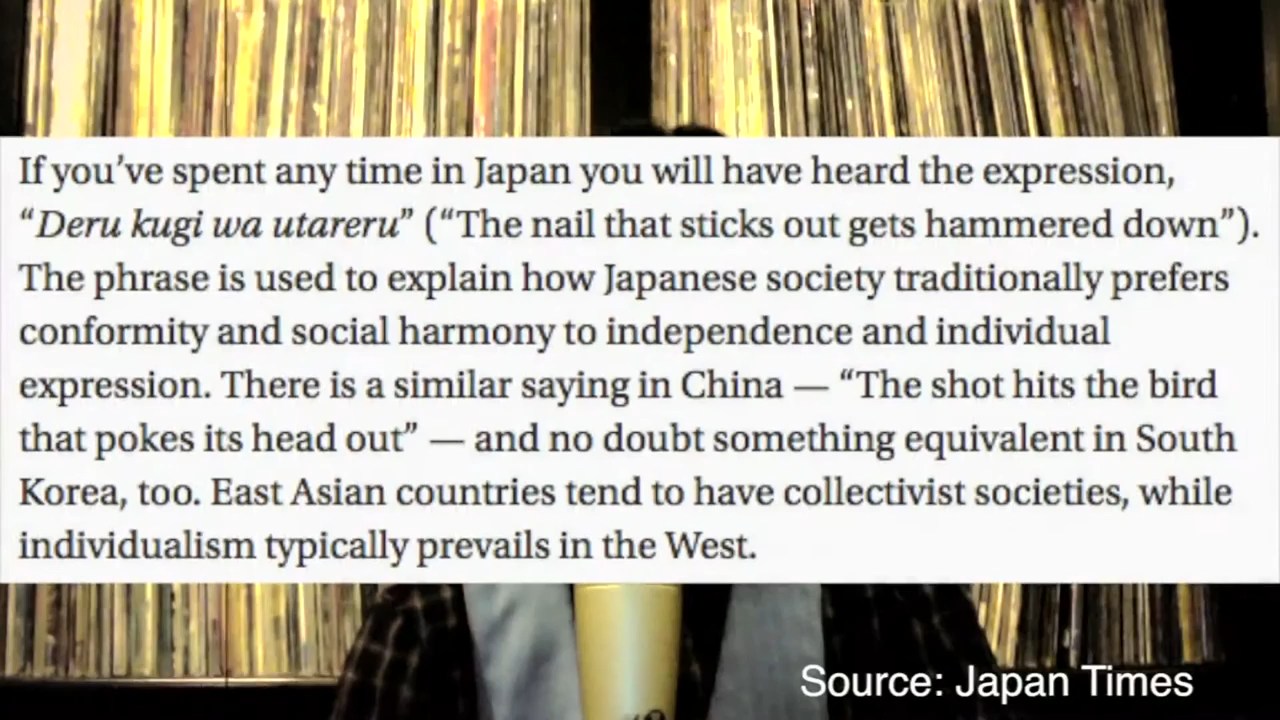 If you’ve spent any time in Japan you will have heard the expression,
“Deru kugi wa utareru” (“The nail that sticks out gets hammered down”).
The phrase is used to explain how Japanese society traditionally prefers
conformity and social harmony to independence and individual
expression. There is a similar saying in China — “The shot hits the bird
that pokes its head out” — and no doubt something equivalent in South
Korea, too. East Asian countries tend to have collectivist societies, while
individualism typically prevails in the West.
Source: Japan Times